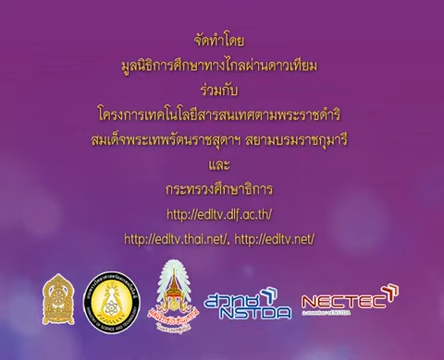 จัดทำโดย
มูลนิธิการศึกษาทางไกลผ่านดาวเทียม
ร่วมกับ
โครงการเทคโนโลยีสารสนเทศตามพระราชดำริ
สมเด็จพระเทพรัตนราชสุดาฯ สยามบรมราชกุมารี
และ
กระทรวงศึกษาธิการ
http://edltv.dlf.ac.th/
http://edltv.thai.net/, http://edltv.net/
สวทช
NSTDA
NECTEC
a member of NSTDA